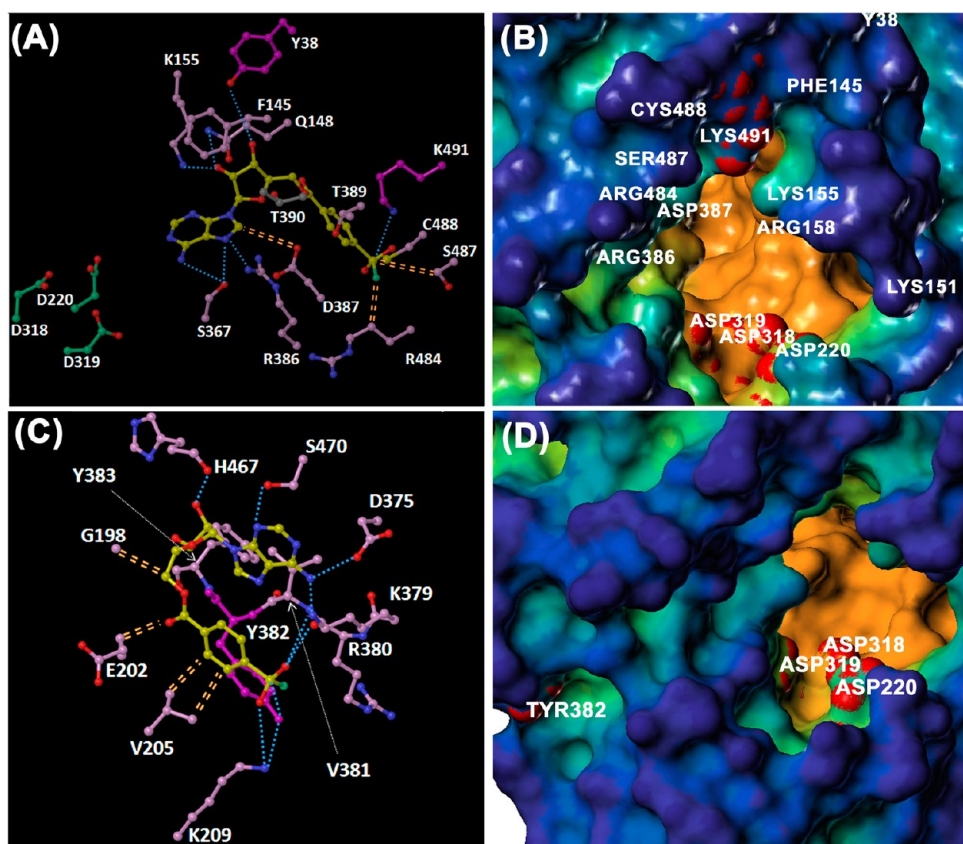 (A)
Y38
K155
F145
Q148
K491
T389
T390
C488
S487
D220
D318
D319
S367
D387
R386
R484
(B)
Y38
PHE145
CYS488
LYS491
SER487
ARG484
LYS155
ASP387
ARG158
ARG386
LYS151
ASP319
ASP318
ASP220
(C)
H467
S470
Y383
D375
G198
K379
Y382
R380
E202
V205
V381
K209
(D)
ASP318
ASP319
ASP220
TYR382